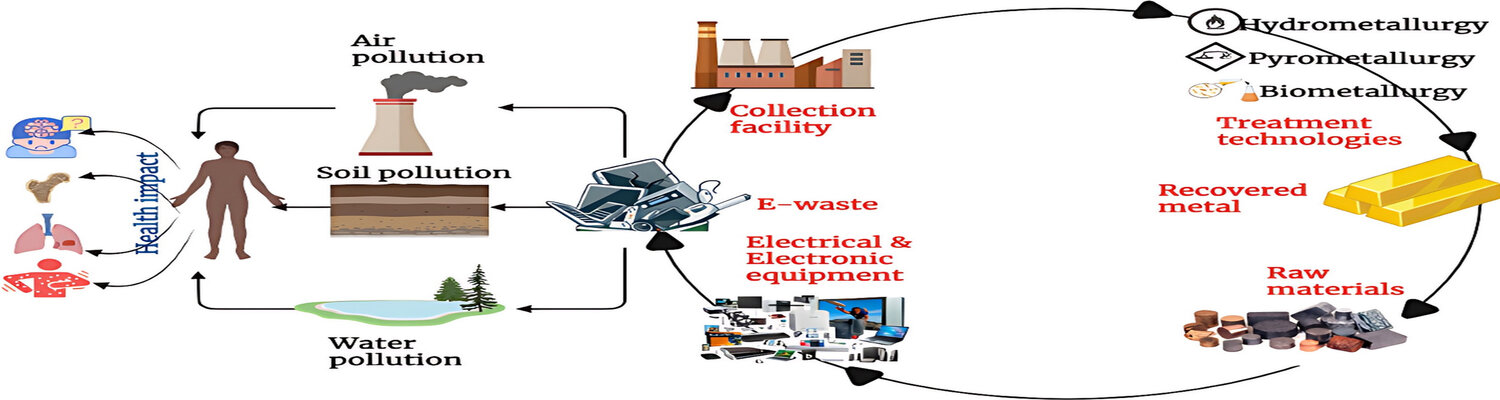 Air
pollution
Soil pollution
Water
pollution
Health impact
?
Collection
facility
E-waste
Electrical &
Electronic
equipment
Hydrometallurgy
Pyrometallurgy
Biometallurgy
Treatment
technologies
Recovered
metal
Raw
materials